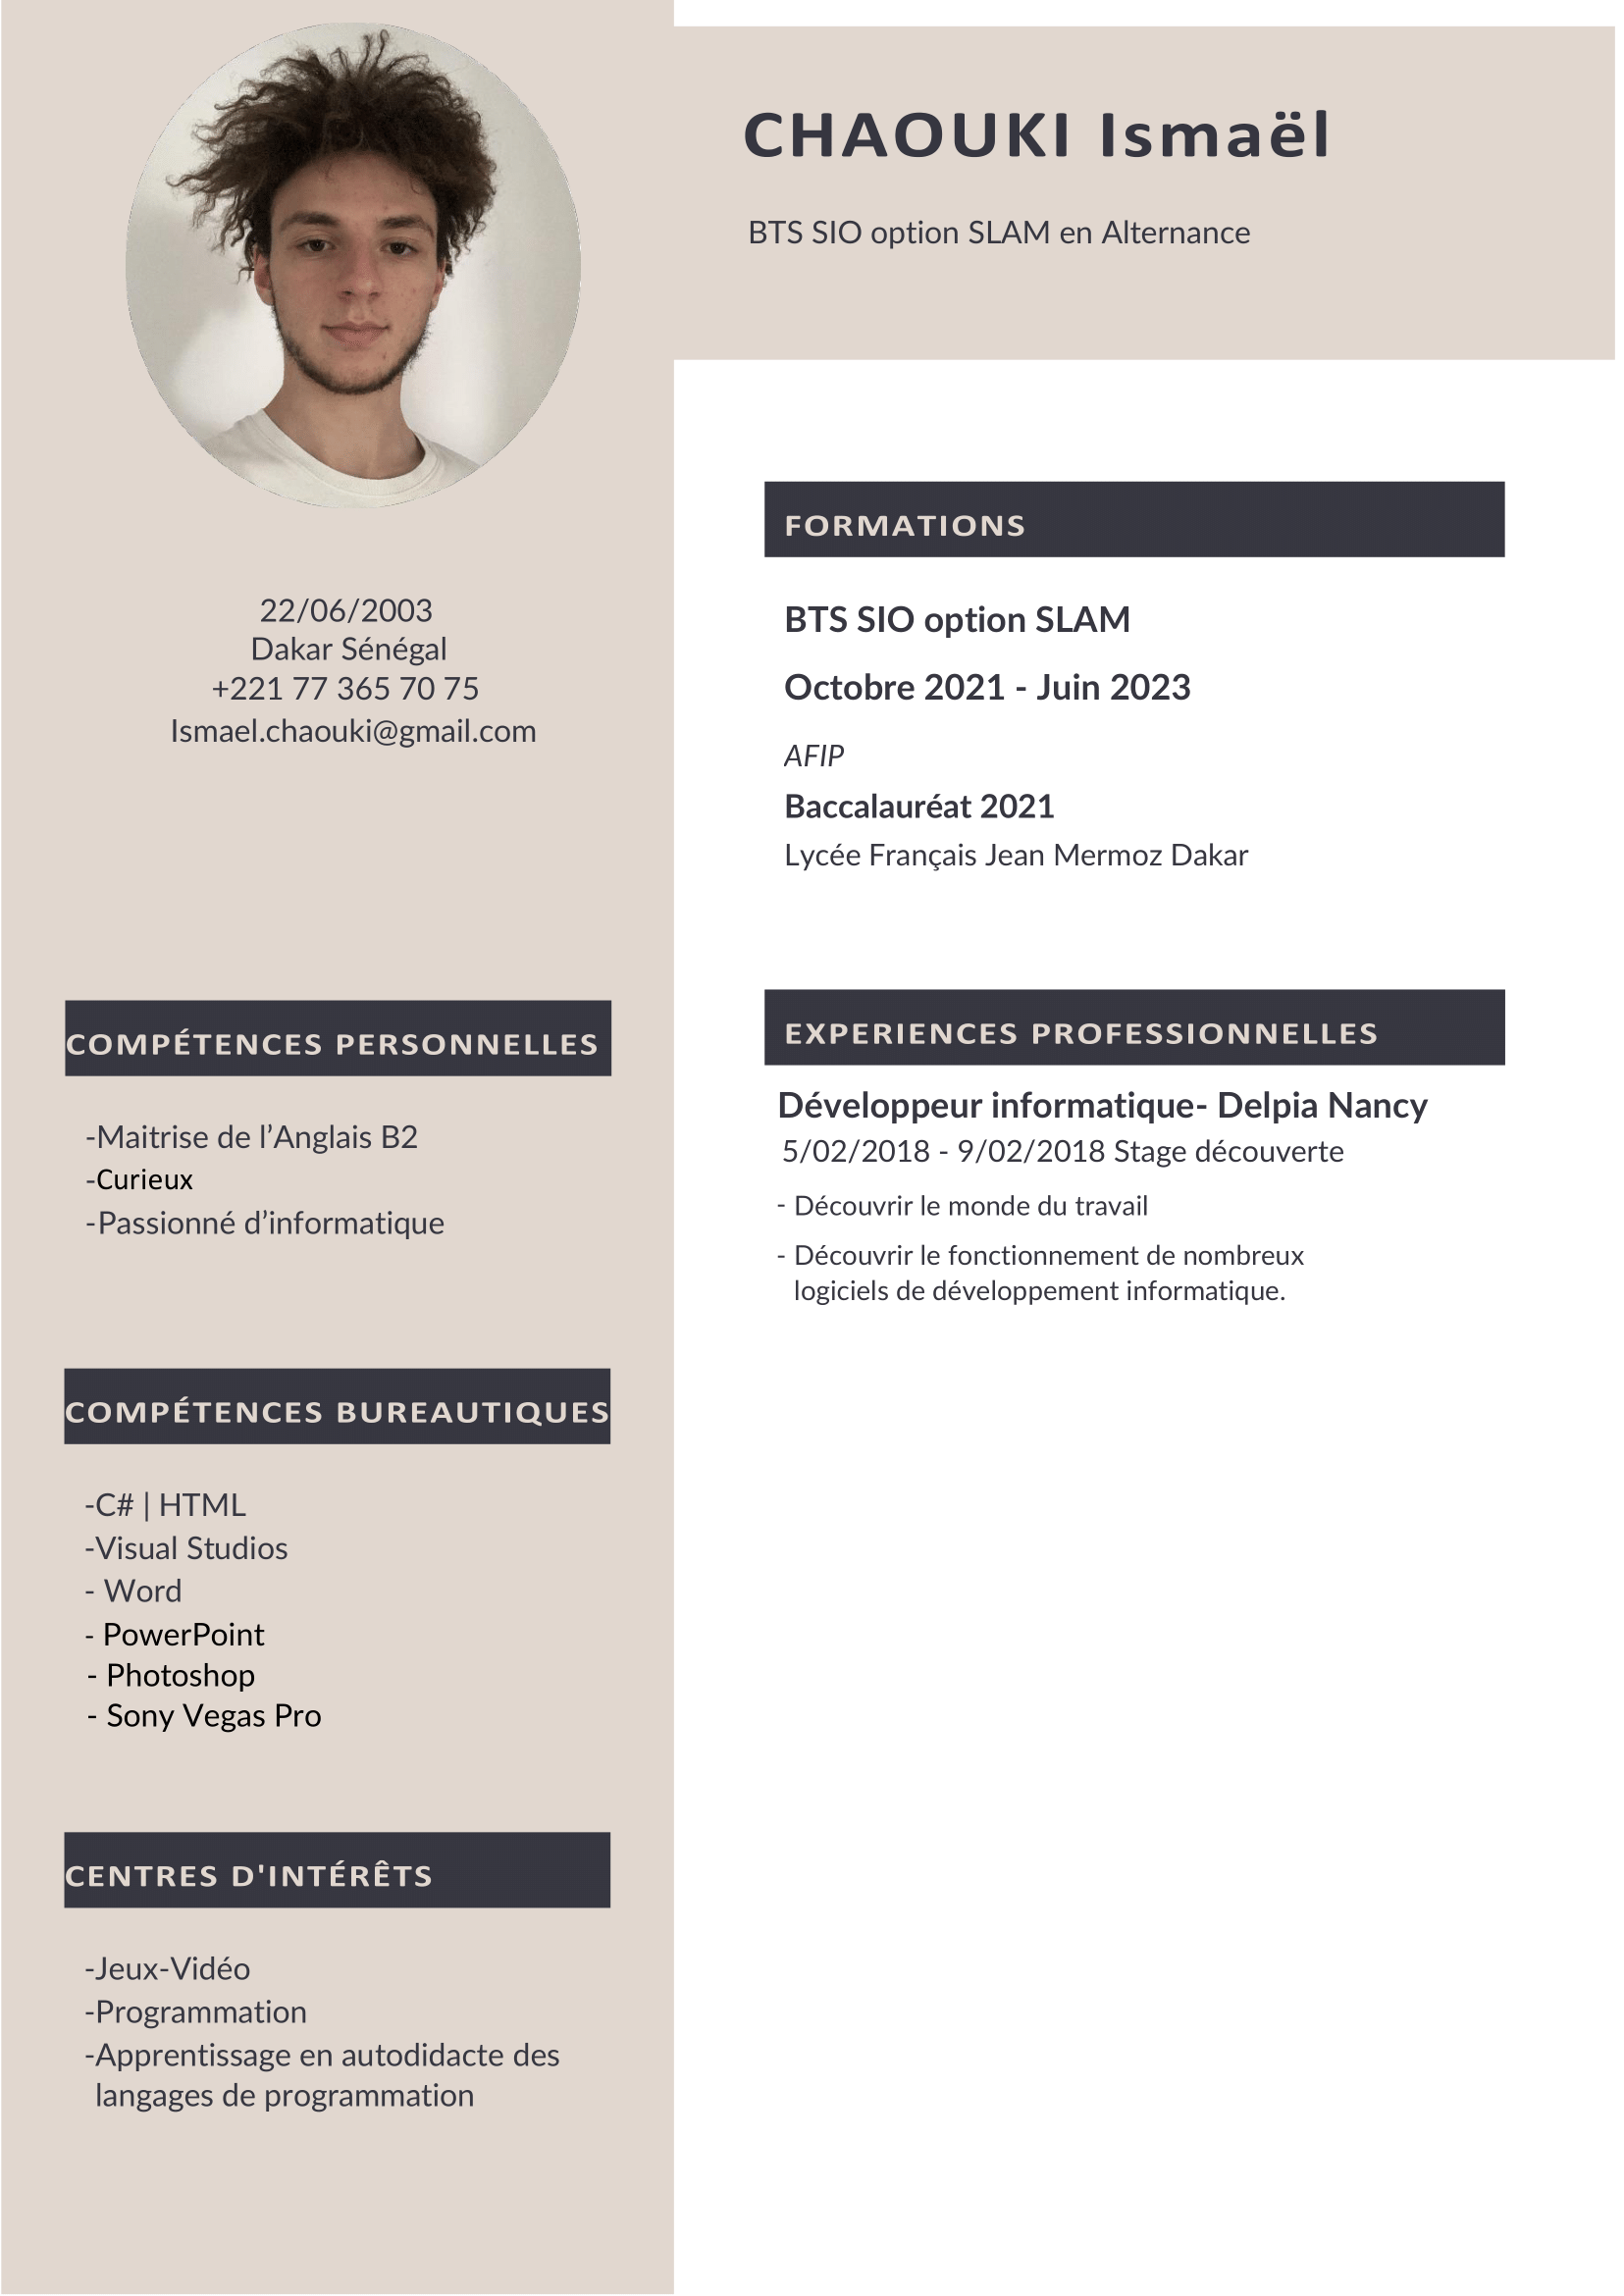 CHAOUKI Ismaël
BTS SIO option SLAM en Alternance
22/06/2003
Dakar Sénégal
+221 77 365 70 75
Ismael.chaouki@gmail.com
COMPÉTENCES PERSONNELLES
-Maitrise de l’Anglais B2
-Curieux
-Passionné d’informatique
COMPÉTENCES BUREAUTIQUES
-C# | HTML
-Visual Studios
- Word
- PowerPoint
- Photoshop
- Sony Vegas Pro
CENTRES D'INTÉRÊTS
-Jeux-Vidéo
-Programmation
-Apprentissage en autodidacte des
langages de programmation
FORMATIONS
BTS SIO option SLAM
Octobre 2021 - Juin 2023
AFIP
Baccalauréat 2021
Lycée Français Jean Mermoz Dakar
EXPERIENCES PROFESSIONNELLES
Développeur informatique- Delpia Nancy
5/02/2018 - 9/02/2018 Stage découverte
- Découvrir le monde du travail
- Découvrir le fonctionnement de nombreux
logiciels de développement informatique.